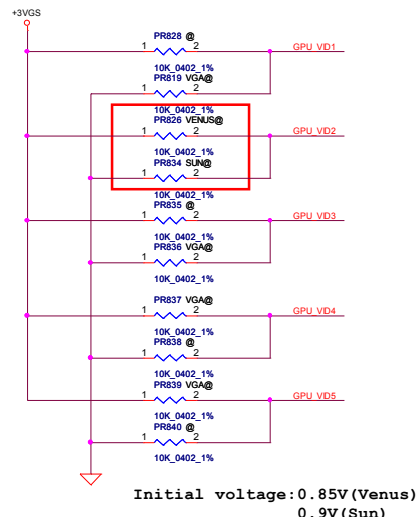 +3VGS
PR828 @
1 2 GPU_VID1
10K_0402_1%
PR819 VGA@
1 2
10K_0402_1%
PR826 VENUS@
1 2 GPU_VID2
10K_0402_1%
PR834 SUN@
1 2
10K_0402_1%
PR835 @
1 2 GPU_VID3
10K_0402_1%
PR836 VGA@
1 2
10K_0402_1%
PR837 VGA@
1 2 GPU_VID4
10K_0402_1%
PR838 @
1 2
10K_0402_1%
PR839 VGA@
1 2 GPU_VID5
10K_0402_1%
PR840 @
1 2
10K_0402_1%
Initial voltage:0.85V(Venus)
0.9V(Sun)